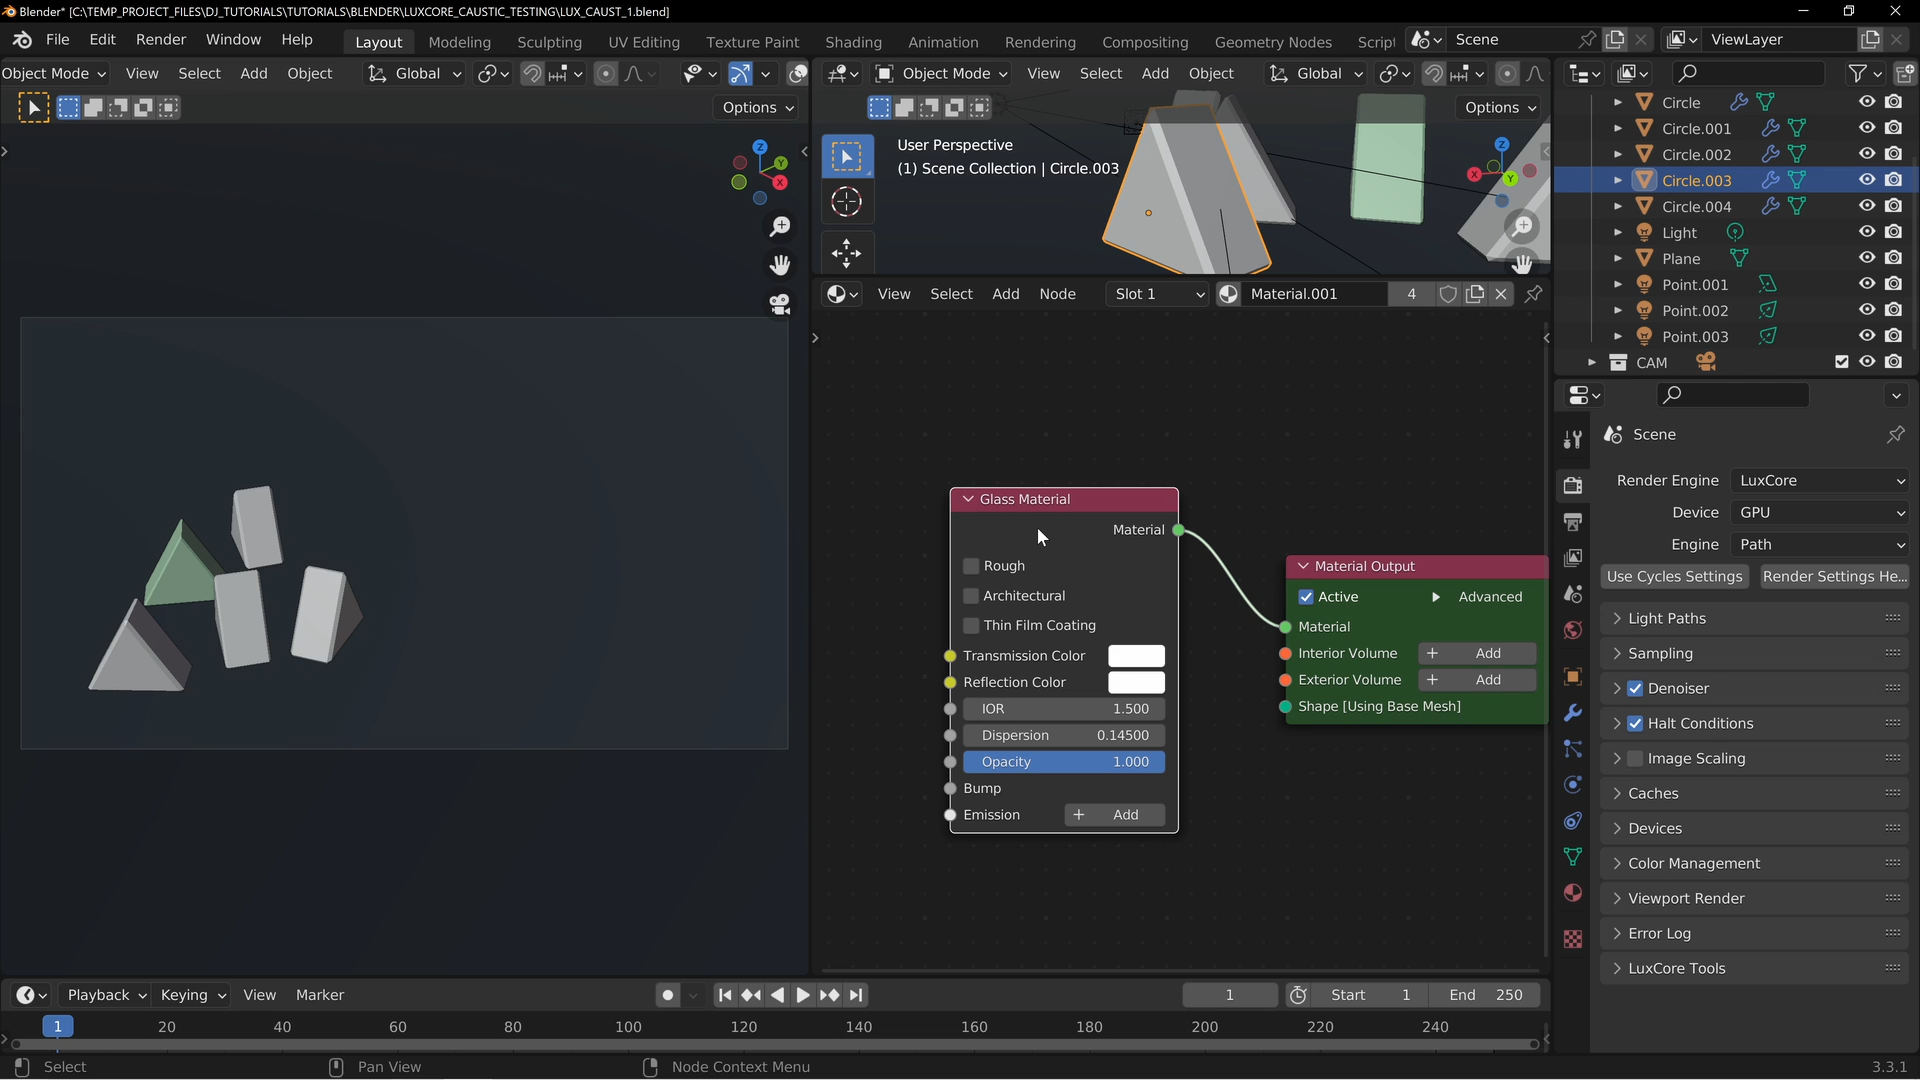 Blender* [C:\TEMP_PROJECT_FILES\DJ_TUTORIALS\TUTORIALS\BLENDER\LUXCORE_CAUSTIC_TESTING\LUX_CAUST_1.blend]
File Edit Render Window Help Layout Modeling Sculpting UV Editing Texture Paint Shading Animation Rendering Compositing Geometry Nodes Script Scene ViewLayer
Object Mode View Select Add Object Global
Object Mode View Select Add Object Global
Options
Options
User Perspective
(1) Scene Collection | Circle.003
Z
Y
X
Z
X
Y
Circle
Circle.001
Circle.002
Circle.003
Circle.004
Light
Plane
Point.001
Point.002
Point.003
CAM
View Select Add Node Slot 1 Material.001 4
Glass Material
Material
Rough
Architectural
Thin Film Coating
Transmission Color
Reflection Color
IOR 1.500
Dispersion 0.14500
Opacity 1.000
Bump
Emission + Add
Material Output
Active Advanced
Material
Interior Volume + Add
Exterior Volume + Add
Shape [Using Base Mesh]
Scene
Render Engine LuxCore
Device GPU
Engine Path
Use Cycles Settings Render Settings He...
Light Paths
Sampling
Denoiser
Halt Conditions
Image Scaling
Caches
Devices
Color Management
Viewport Render
Error Log
LuxCore Tools
Playback Keying View Marker 1 Start 1 End 250
1 20 40 60 80 100 120 140 160 180 200 220 240
Select Pan View Node Context Menu 3.3.1